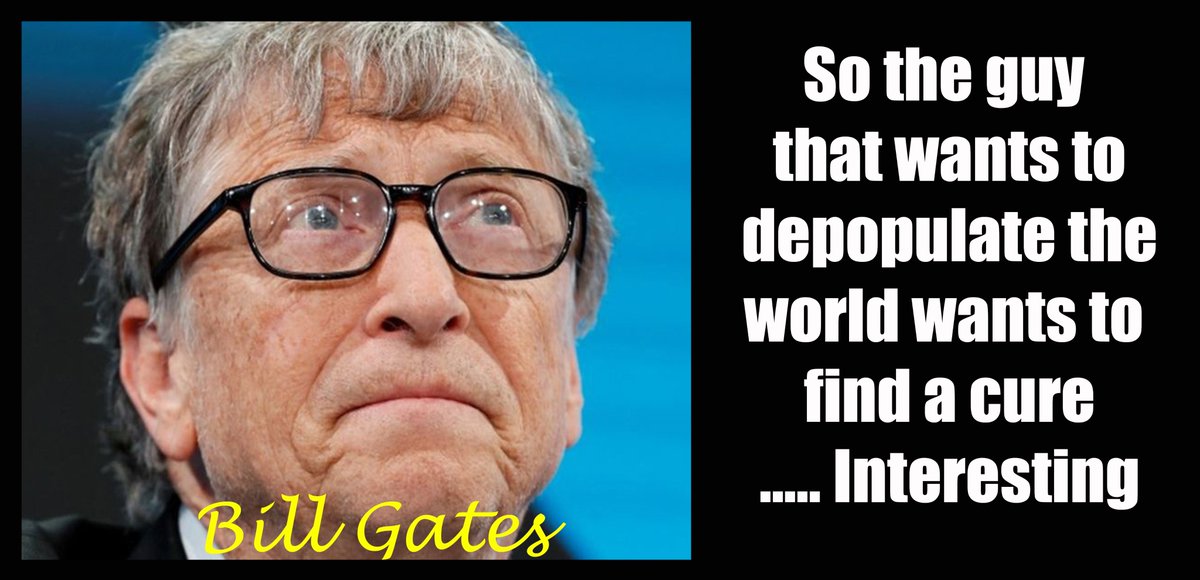 So the guy
that wants to
depopulate the
world wants to
find a cure
..... Interesting
Bill Gates